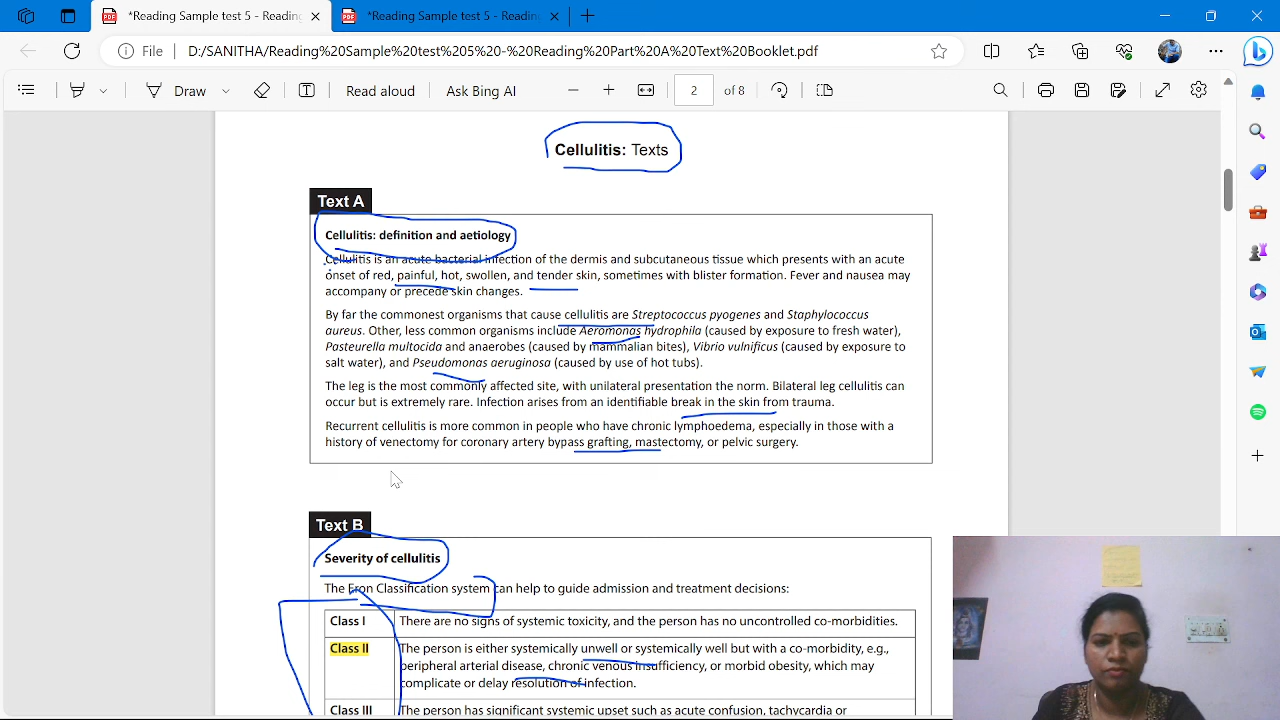 *Reading Sample test 5 - Reading
*Reading Sample test 5 - Readin
File
D:/SANITHA/Reading%20Sample%20test%205%20-%20Reading%20Part%20A%20Text%20Booklet.pdf
Draw
Read aloud
Ask Bing AI
2
of 8
Cellulitis: Texts
Text A
Cellulitis: definition and aetiology
Cellulitis is an acute bacterial infection of the dermis and subcutaneous tissue which presents with an acute
onset of red, painful, hot, swollen, and tender skin, sometimes with blister formation. Fever and nausea may
accompany or precede skin changes.
By far the commonest organisms that cause cellulitis are Streptococcus pyogenes and Staphylococcus
aureus. Other, less common organisms include Aeromonas hydrophila (caused by exposure to fresh water),
Pasteurella multocida and anaerobes (caused by mammalian bites), Vibrio vulnificus (caused by exposure to
salt water), and Pseudomonas aeruginosa (caused by use of hot tubs).
The leg is the most commonly affected site, with unilateral presentation the norm. Bilateral leg cellulitis can
occur but is extremely rare. Infection arises from an identifiable break in the skin from trauma.
Recurrent cellulitis is more common in people who have chronic lymphoedema, especially in those with a
history of venectomy for coronary artery bypass grafting, mastectomy, or pelvic surgery.
Text B
Severity of cellulitis
The Eron Classification system can help to guide admission and treatment decisions:
Class I
There are no signs of systemic toxicity, and the person has no uncontrolled co-morbidities.
Class II
The person is either systemically unwell or systemically well but with a co-morbidity, e.g.,
peripheral arterial disease, chronic venous insufficiency, or morbid obesity, which may
complicate or delay resolution of infection.
Class III
The person has significant systemic upset such as acute confusion, tachycardia or